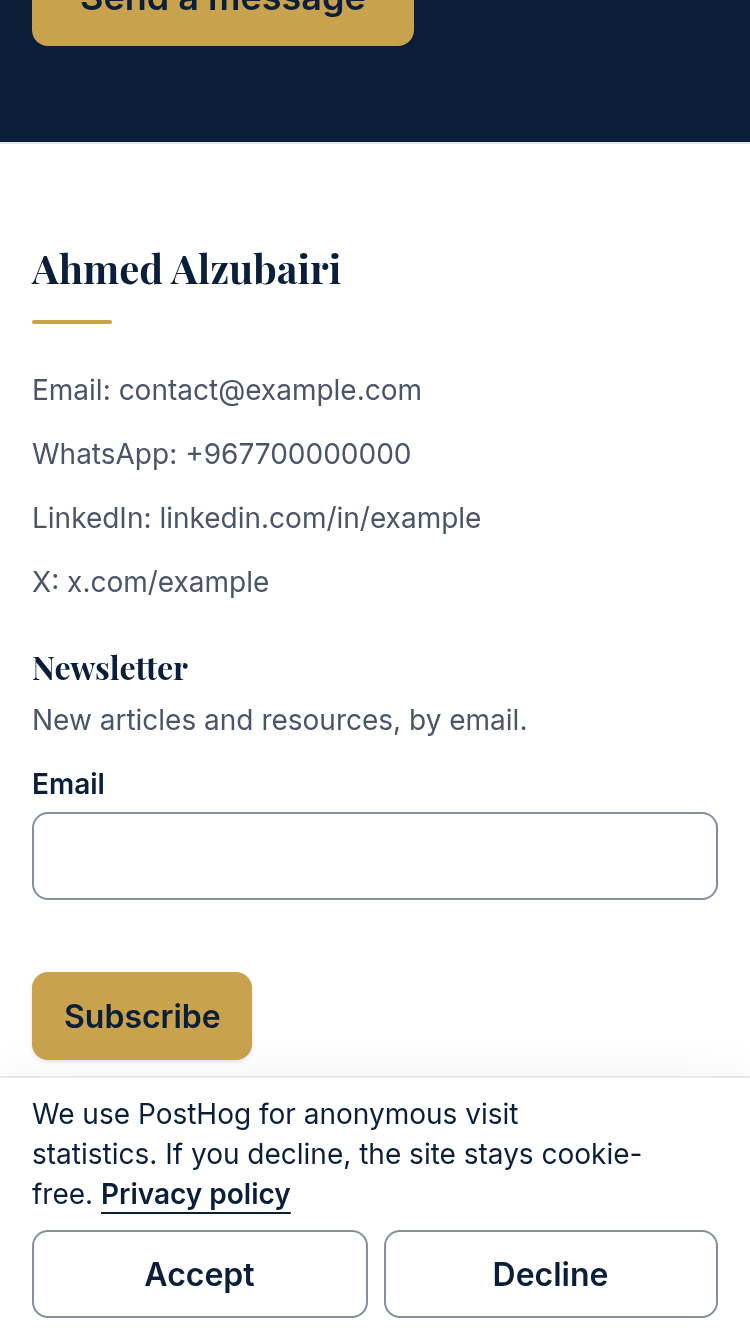 Send a message
Ahmed Alzubairi
Email: contact@example.com
WhatsApp: +967700000000
LinkedIn: linkedin.com/in/example
X: x.com/example
Newsletter
New articles and resources, by email.
Email
Subscribe
We use PostHog for anonymous visit
statistics. If you decline, the site stays cookie-
free. Privacy policy
Accept
Decline